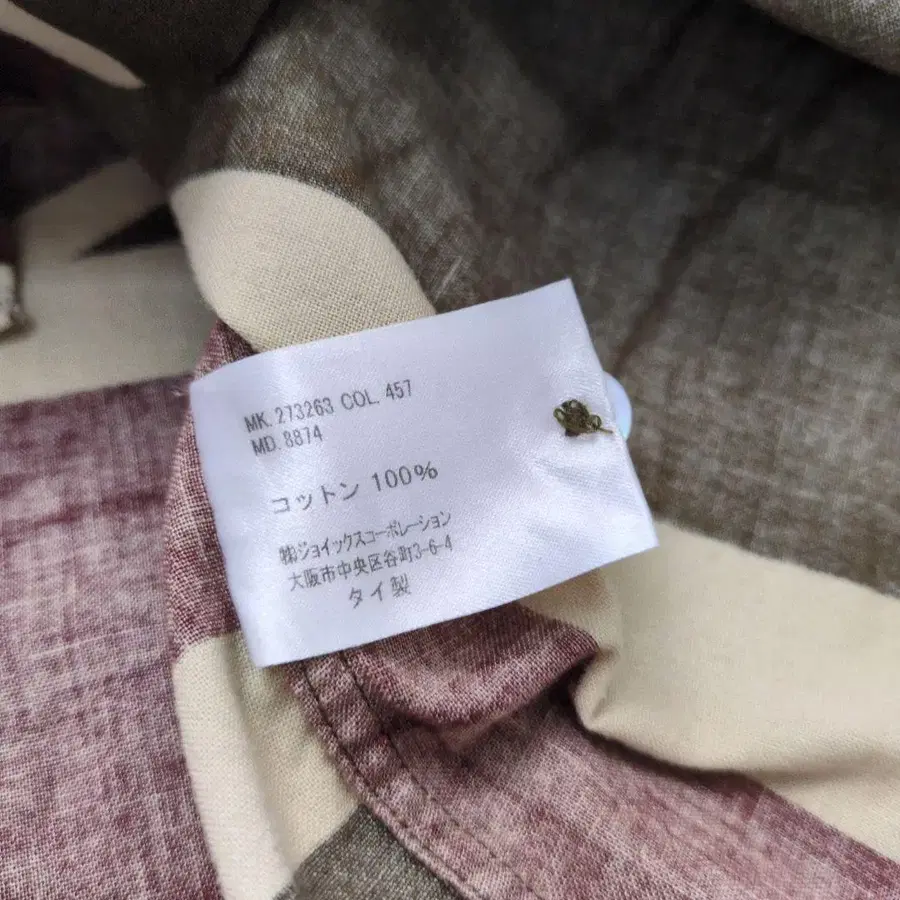 MK. 273263 COL. 457
MD. 8874
コットン 100%
㈱ジョイックスコーポレーション
大阪市中央区谷町3-6-4
タイ製